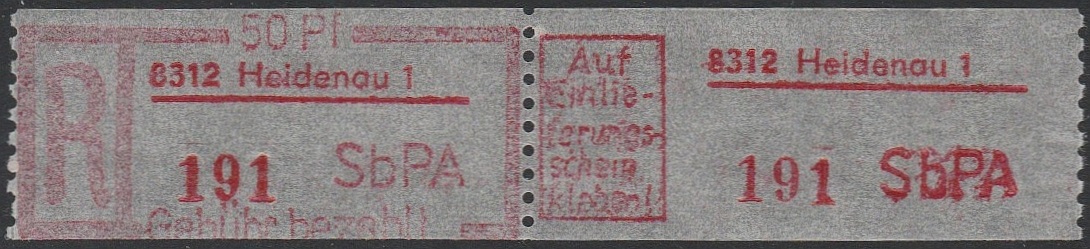 50 Pf
R
8312 Heidenau 1
191 SbPA
Gebühr bezahlt
Auf
Einlie-
ferungs-
schein
kleben!
8312 Heidenau 1
191 SbPA